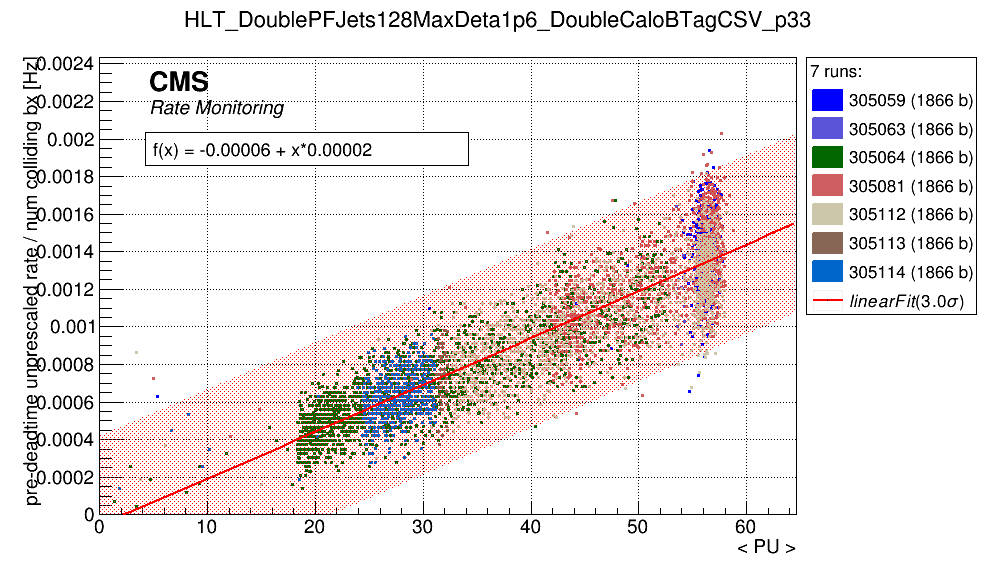 HLT_DoublePFJets128MaxDeta1p6_DoubleCaloBTagCSV_p33
pre-deadtime unprescaled rate / num colliding bx [Hz]
0.0024
0.0022
0.002
0.0018
0.0016
0.0014
0.0012
0.001
0.0008
0.0006
0.0004
0.0002
0
CMS
Rate Monitoring
f(x) = -0.00006 + x*0.00002
0 10 20 30 40 50 60
< PU >
7 runs:
305059 (1866 b)
305063 (1866 b)
305064 (1866 b)
305081 (1866 b)
305112 (1866 b)
305113 (1866 b)
305114 (1866 b)
linearFit(3.0σ)